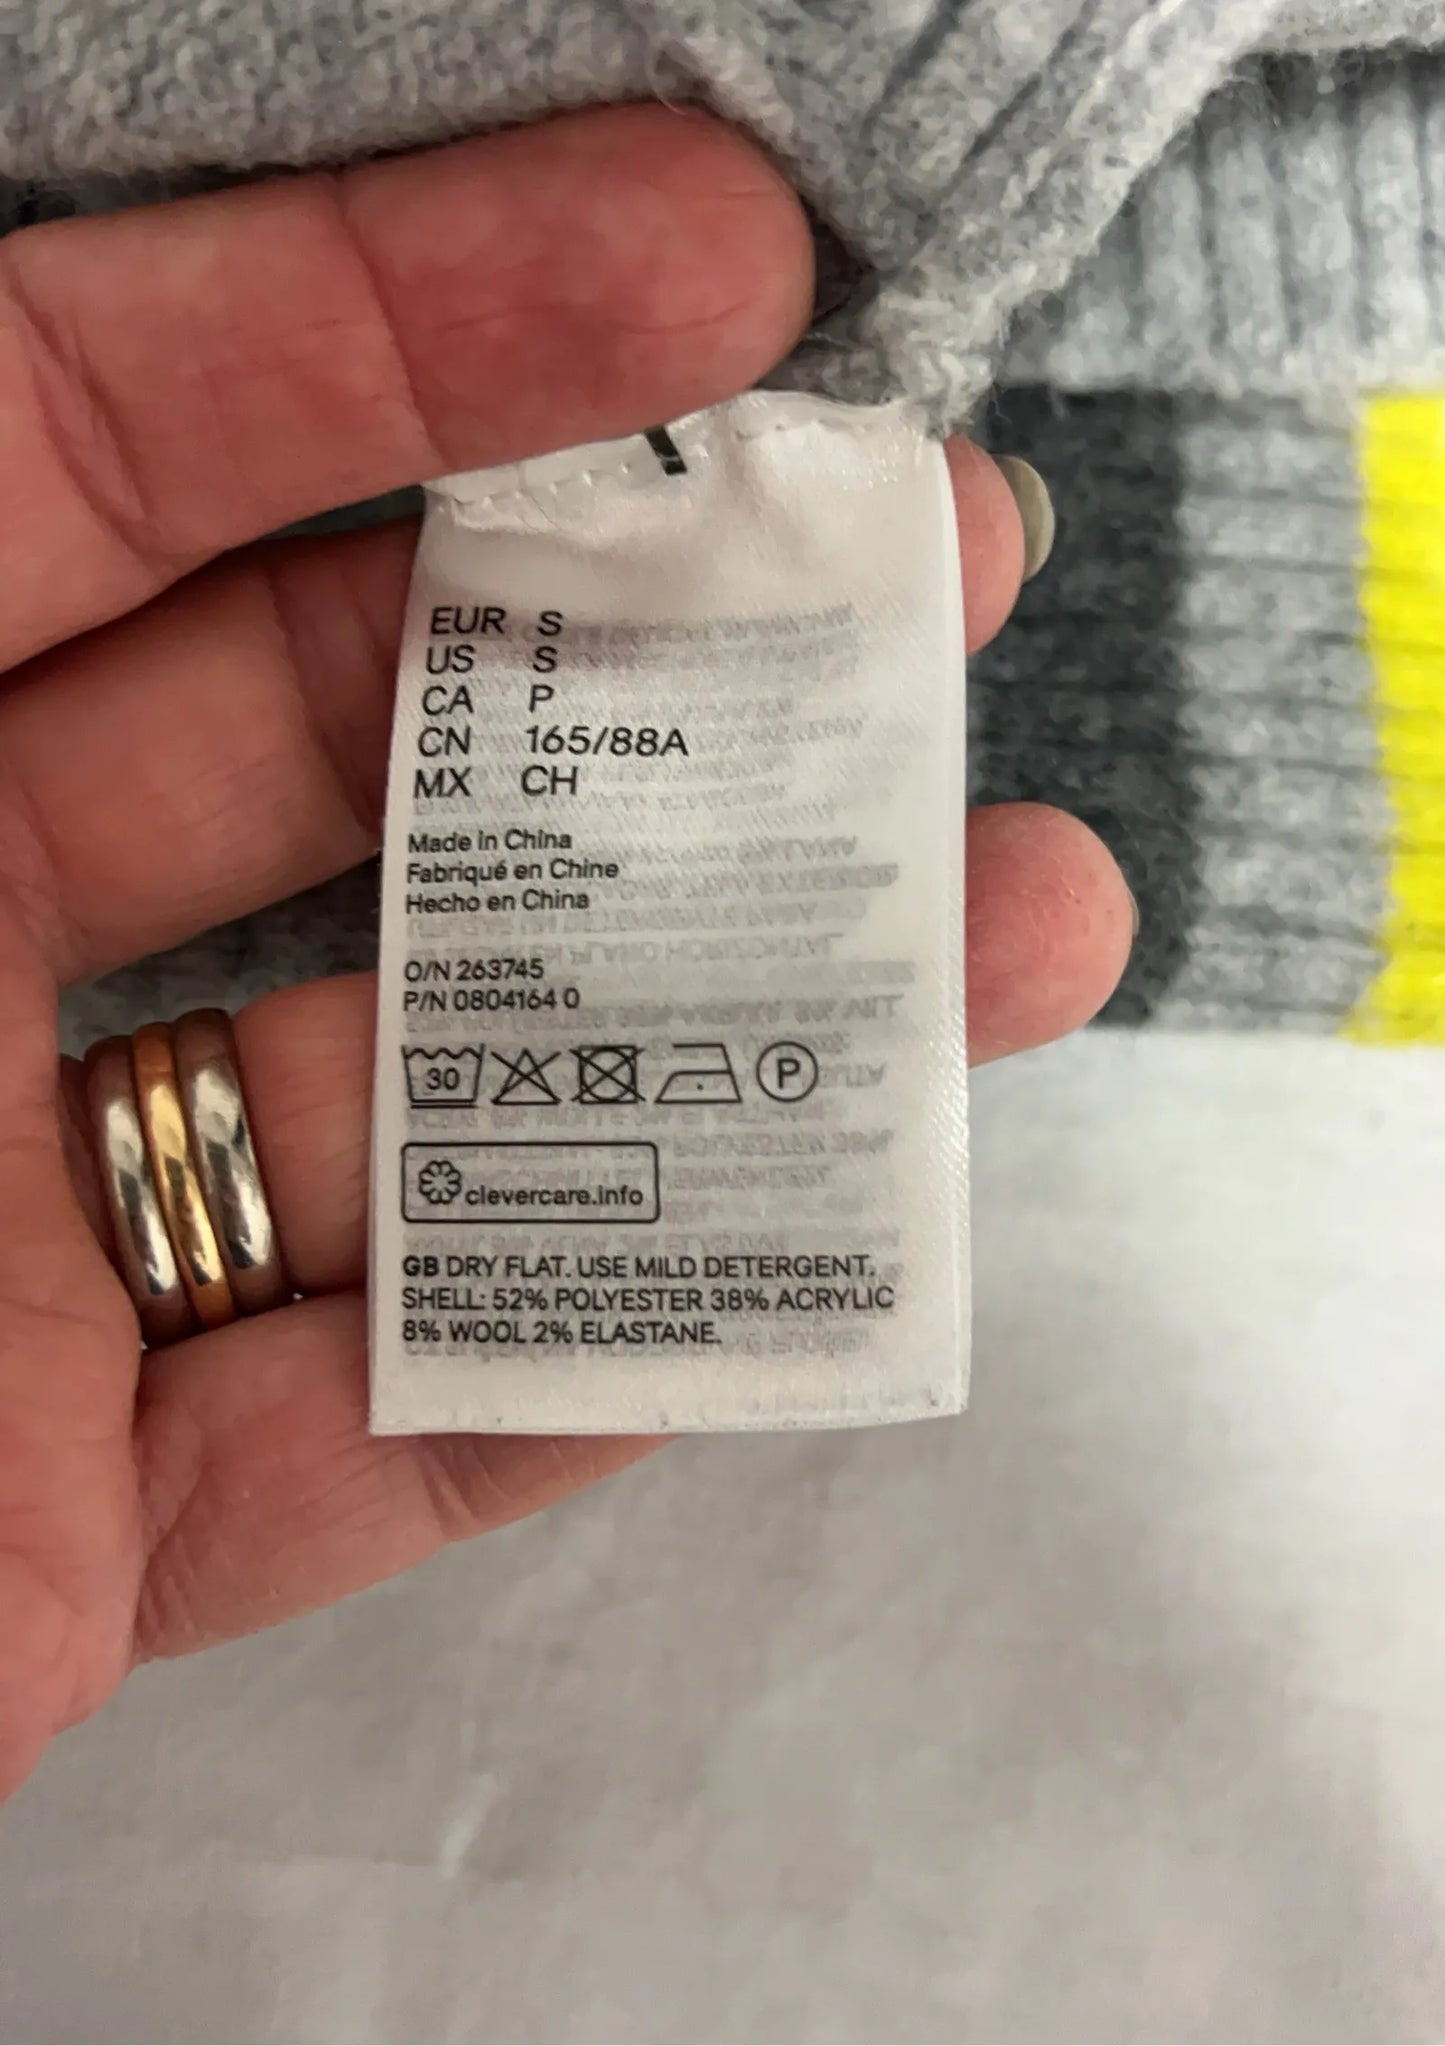 EUR S
US S
CA P
CN 165/88A
MX CH
Made in China
Fabriqué en Chine
Hecho en China
O/N 263745
P/N 0804164 0
30
P
clevercare.info
GB DRY FLAT. USE MILD DETERGENT.
SHELL: 52% POLYESTER 38% ACRYLIC
8% WOOL 2% ELASTANE.